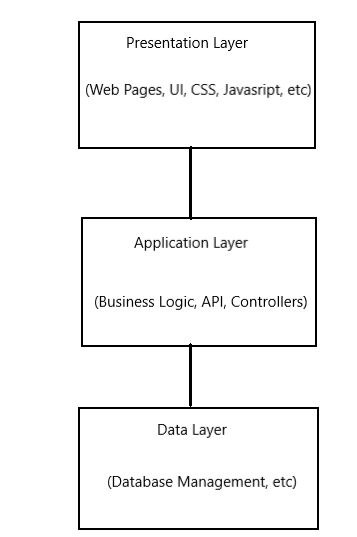 Presentation Layer
(Web Pages, UI, CSS, Javasript, etc)
Application Layer
(Business Logic, API, Controllers)
Data Layer
(Database Management, etc)